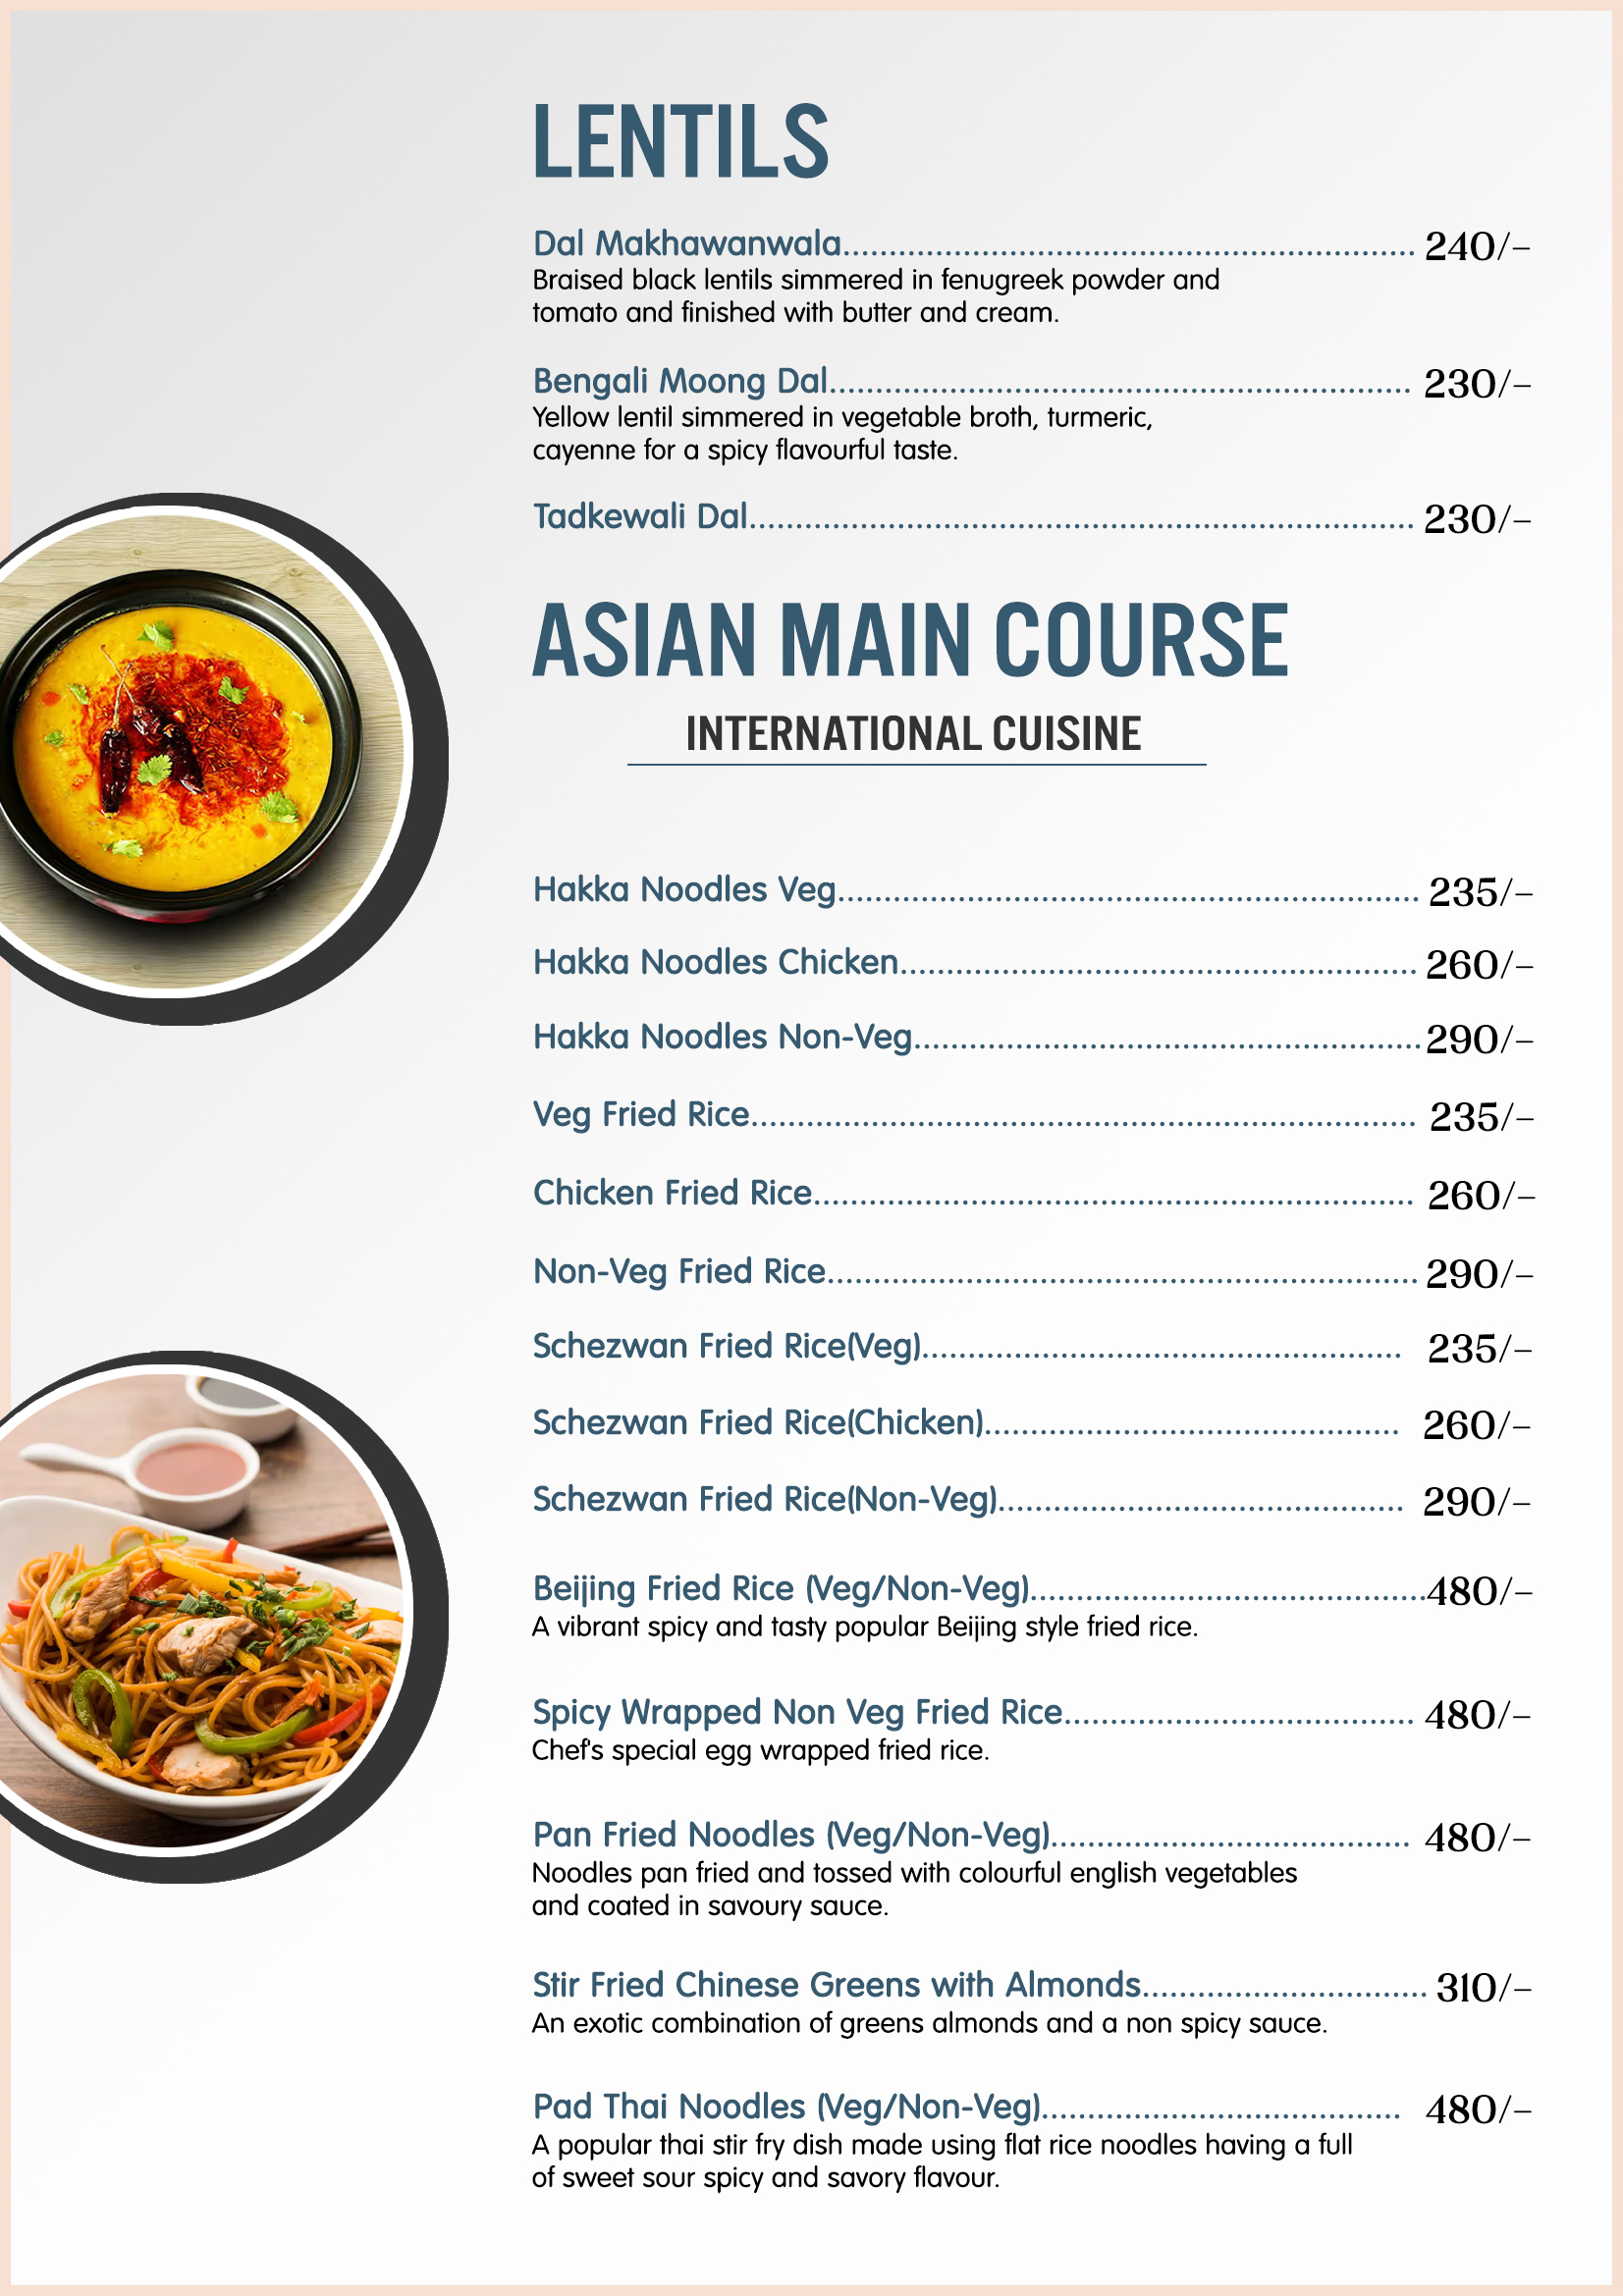 LENTILS
Dal Makhawanwala.............................................................. 240/–
Braised black lentils simmered in fenugreek powder and
tomato and finished with butter and cream.
Bengali Moong Dal............................................................... 230/–
Yellow lentil simmered in vegetable broth, turmeric,
cayenne for a spicy flavourful taste.
Tadkewali Dal........................................................................ 230/–
ASIAN MAIN COURSE
INTERNATIONAL CUISINE
Hakka Noodles Veg............................................................... 235/–
Hakka Noodles Chicken........................................................ 260/–
Hakka Noodles Non-Veg.......................................................290/–
Veg Fried Rice........................................................................ 235/–
Chicken Fried Rice................................................................. 260/–
Non-Veg Fried Rice................................................................ 290/–
Schezwan Fried Rice(Veg).................................................... 235/–
Schezwan Fried Rice(Chicken)............................................. 260/–
Schezwan Fried Rice(Non-Veg)............................................ 290/–
Beijing Fried Rice (Veg/Non-Veg)...........................................480/–
A vibrant spicy and tasty popular Beijing style fried rice.
Spicy Wrapped Non Veg Fried Rice...................................... 480/–
Chef's special egg wrapped fried rice.
Pan Fried Noodles (Veg/Non-Veg)....................................... 480/–
Noodles pan fried and tossed with colourful english vegetables
and coated in savoury sauce.
Stir Fried Chinese Greens with Almonds............................... 310/–
An exotic combination of greens almonds and a non spicy sauce.
Pad Thai Noodles (Veg/Non-Veg)....................................... 480/–
A popular thai stir fry dish made using flat rice noodles having a full
of sweet sour spicy and savory flavour.